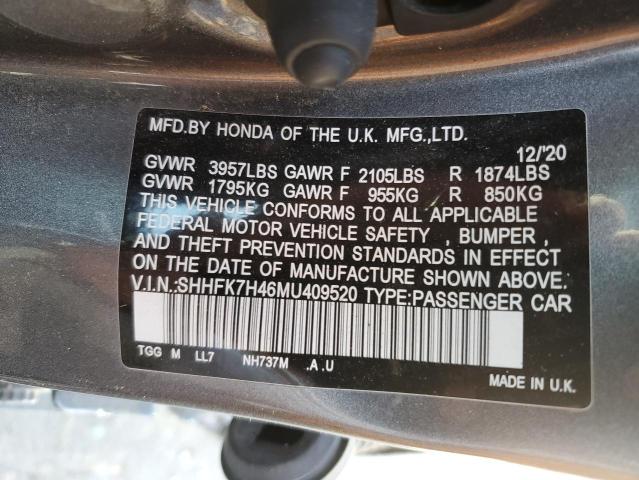 MFD.BY HONDA OF THE U.K. MFG.,LTD.
12/'20
GVWR 3957LBS GAWR F 2105LBS R 1874LBS
GVWR 1795KG GAWR F 955KG R 850KG
THIS VEHICLE CONFORMS TO ALL APPLICABLE
FEDERAL MOTOR VEHICLE SAFETY , BUMPER ,
AND THEFT PREVENTION STANDARDS IN EFFECT
ON THE DATE OF MANUFACTURE SHOWN ABOVE.
V.I.N.:SHHFK7H46MU409520 TYPE:PASSENGER CAR
TGG M LL7 NH737M .A .U
MADE IN U.K.